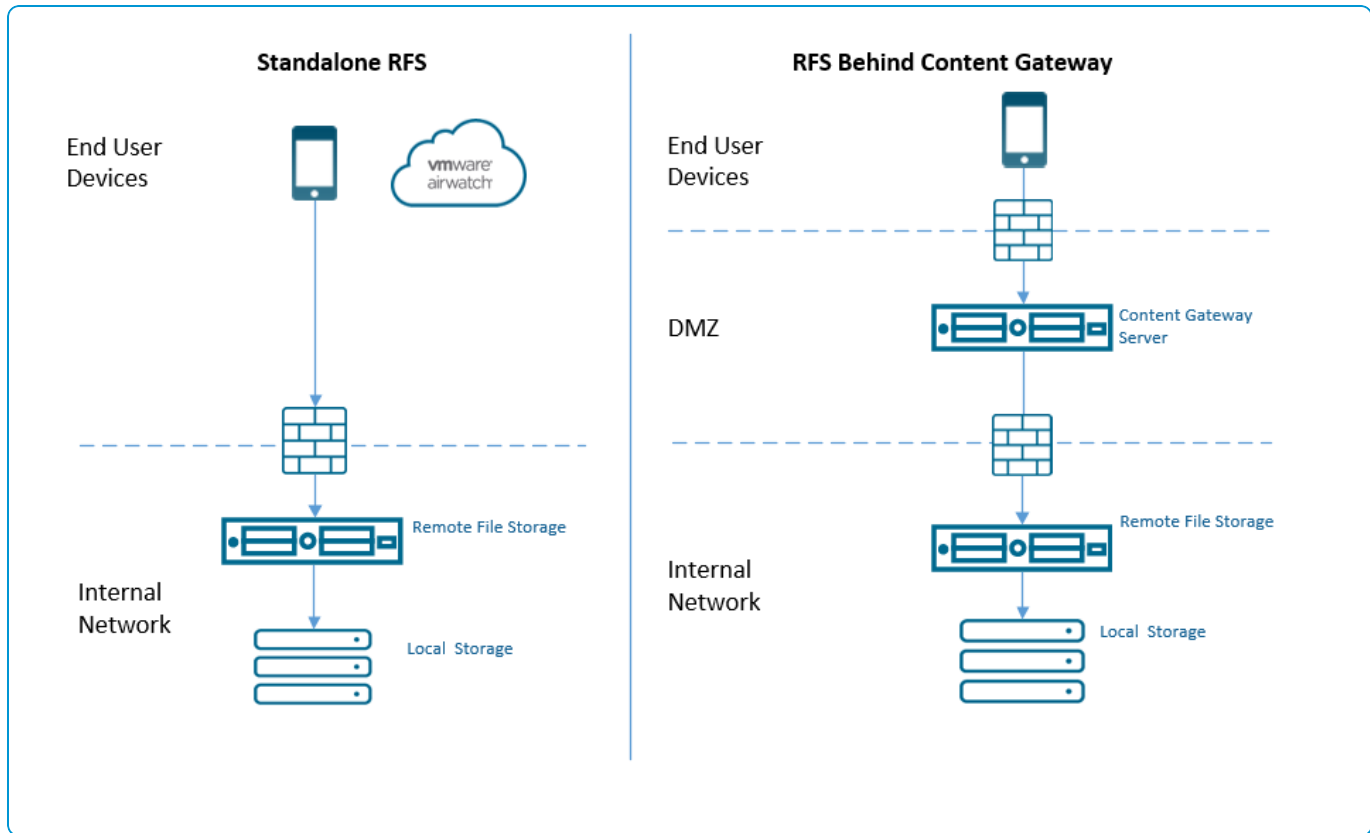 Standalone RFS
End User
Devices
vmware
airwatch
Remote File Storage
Internal
Network
Local Storage
RFS Behind Content Gateway
End User
Devices
DMZ
Content Gateway
Server
Remote File Storage
Internal
Network
Local Storage